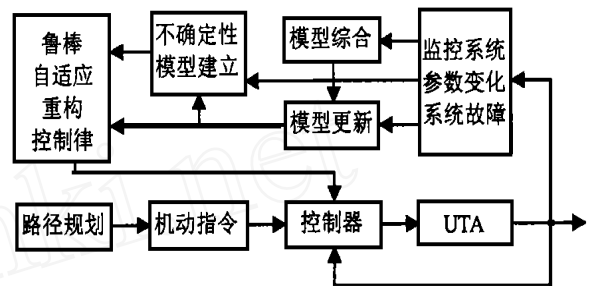 鲁棒
自适应
重构
控制律
不确定性
模型建立
模型综合
模型更新
监控系统
参数变化
系统故障
路径规划
机动指令
控制器
UTA
nki.net